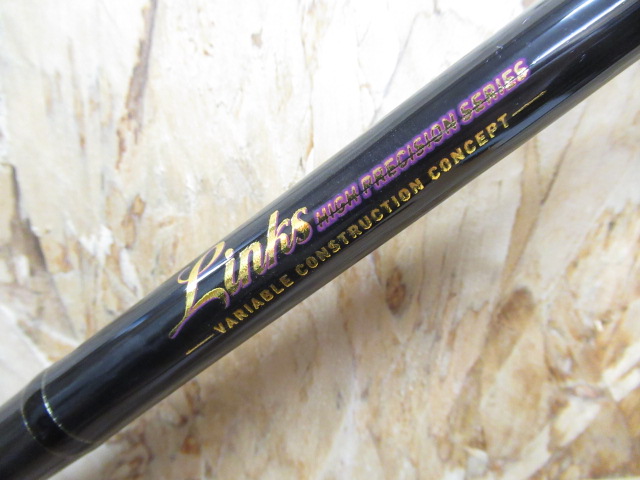 Links HIGH PRECISION SERIES
VARIABLE CONSTRUCTION CONCEPT